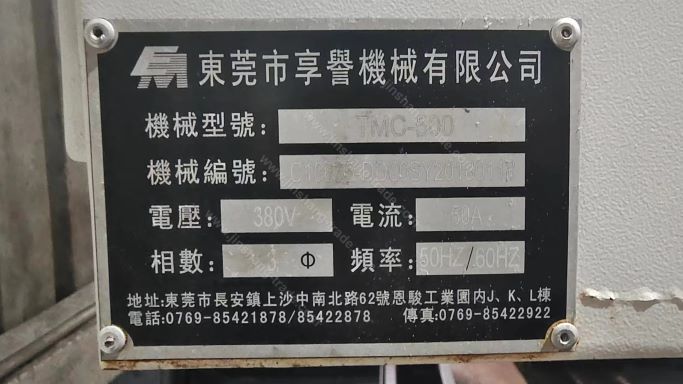 東莞市享譽機械有限公司
機械型號: TMC-500
機械編號:
電壓: 380V 電流: 50A
相數: 3 Φ 頻率: 50HZ/60HZ
地址:東莞市長安鎮上沙中南北路62號恩駿工業園内J、K、L棟
電話:0769-85421878/85422878 傳真:0769-85422922